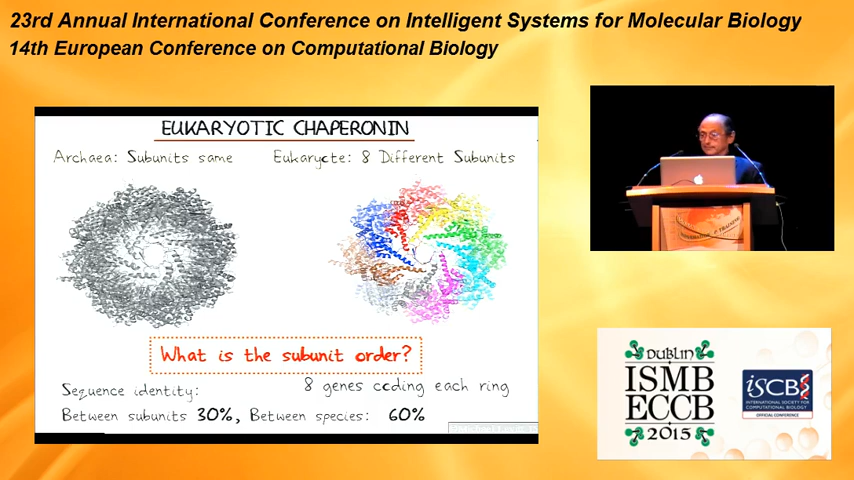 23rd Annual International Conference on Intelligent Systems for Molecular Biology
14th European Conference on Computational Biology
EUKARYOTIC CHAPERONIN
Archaea: Subunits same
Eukaryote: 8 Different Subunits
What is the subunit order?
Sequence identity:
8 genes coding each ring
Between subunits 30%, Between species: 60%
DUBLIN
ISMB
ECCB
2015
iSCB
INTERNATIONAL SOCIETY FOR
COMPUTATIONAL BIOLOGY
OFFICIAL CONFERENCE